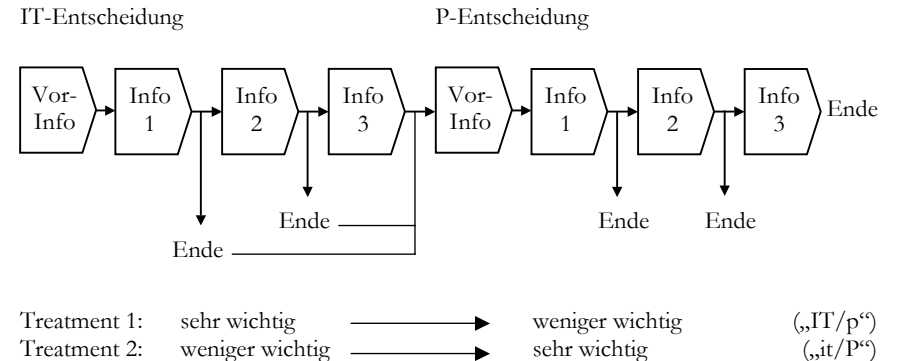 IT-Entscheidung P-Entscheidung
Vor-Info Info 1 Info 2 Info 3 Vor-Info Info 1 Info 2 Info 3 Ende
Ende Ende Ende
Ende
Treatment 1: sehr wichtig weniger wichtig („IT/p“)
Treatment 2: weniger wichtig sehr wichtig („it/P“)